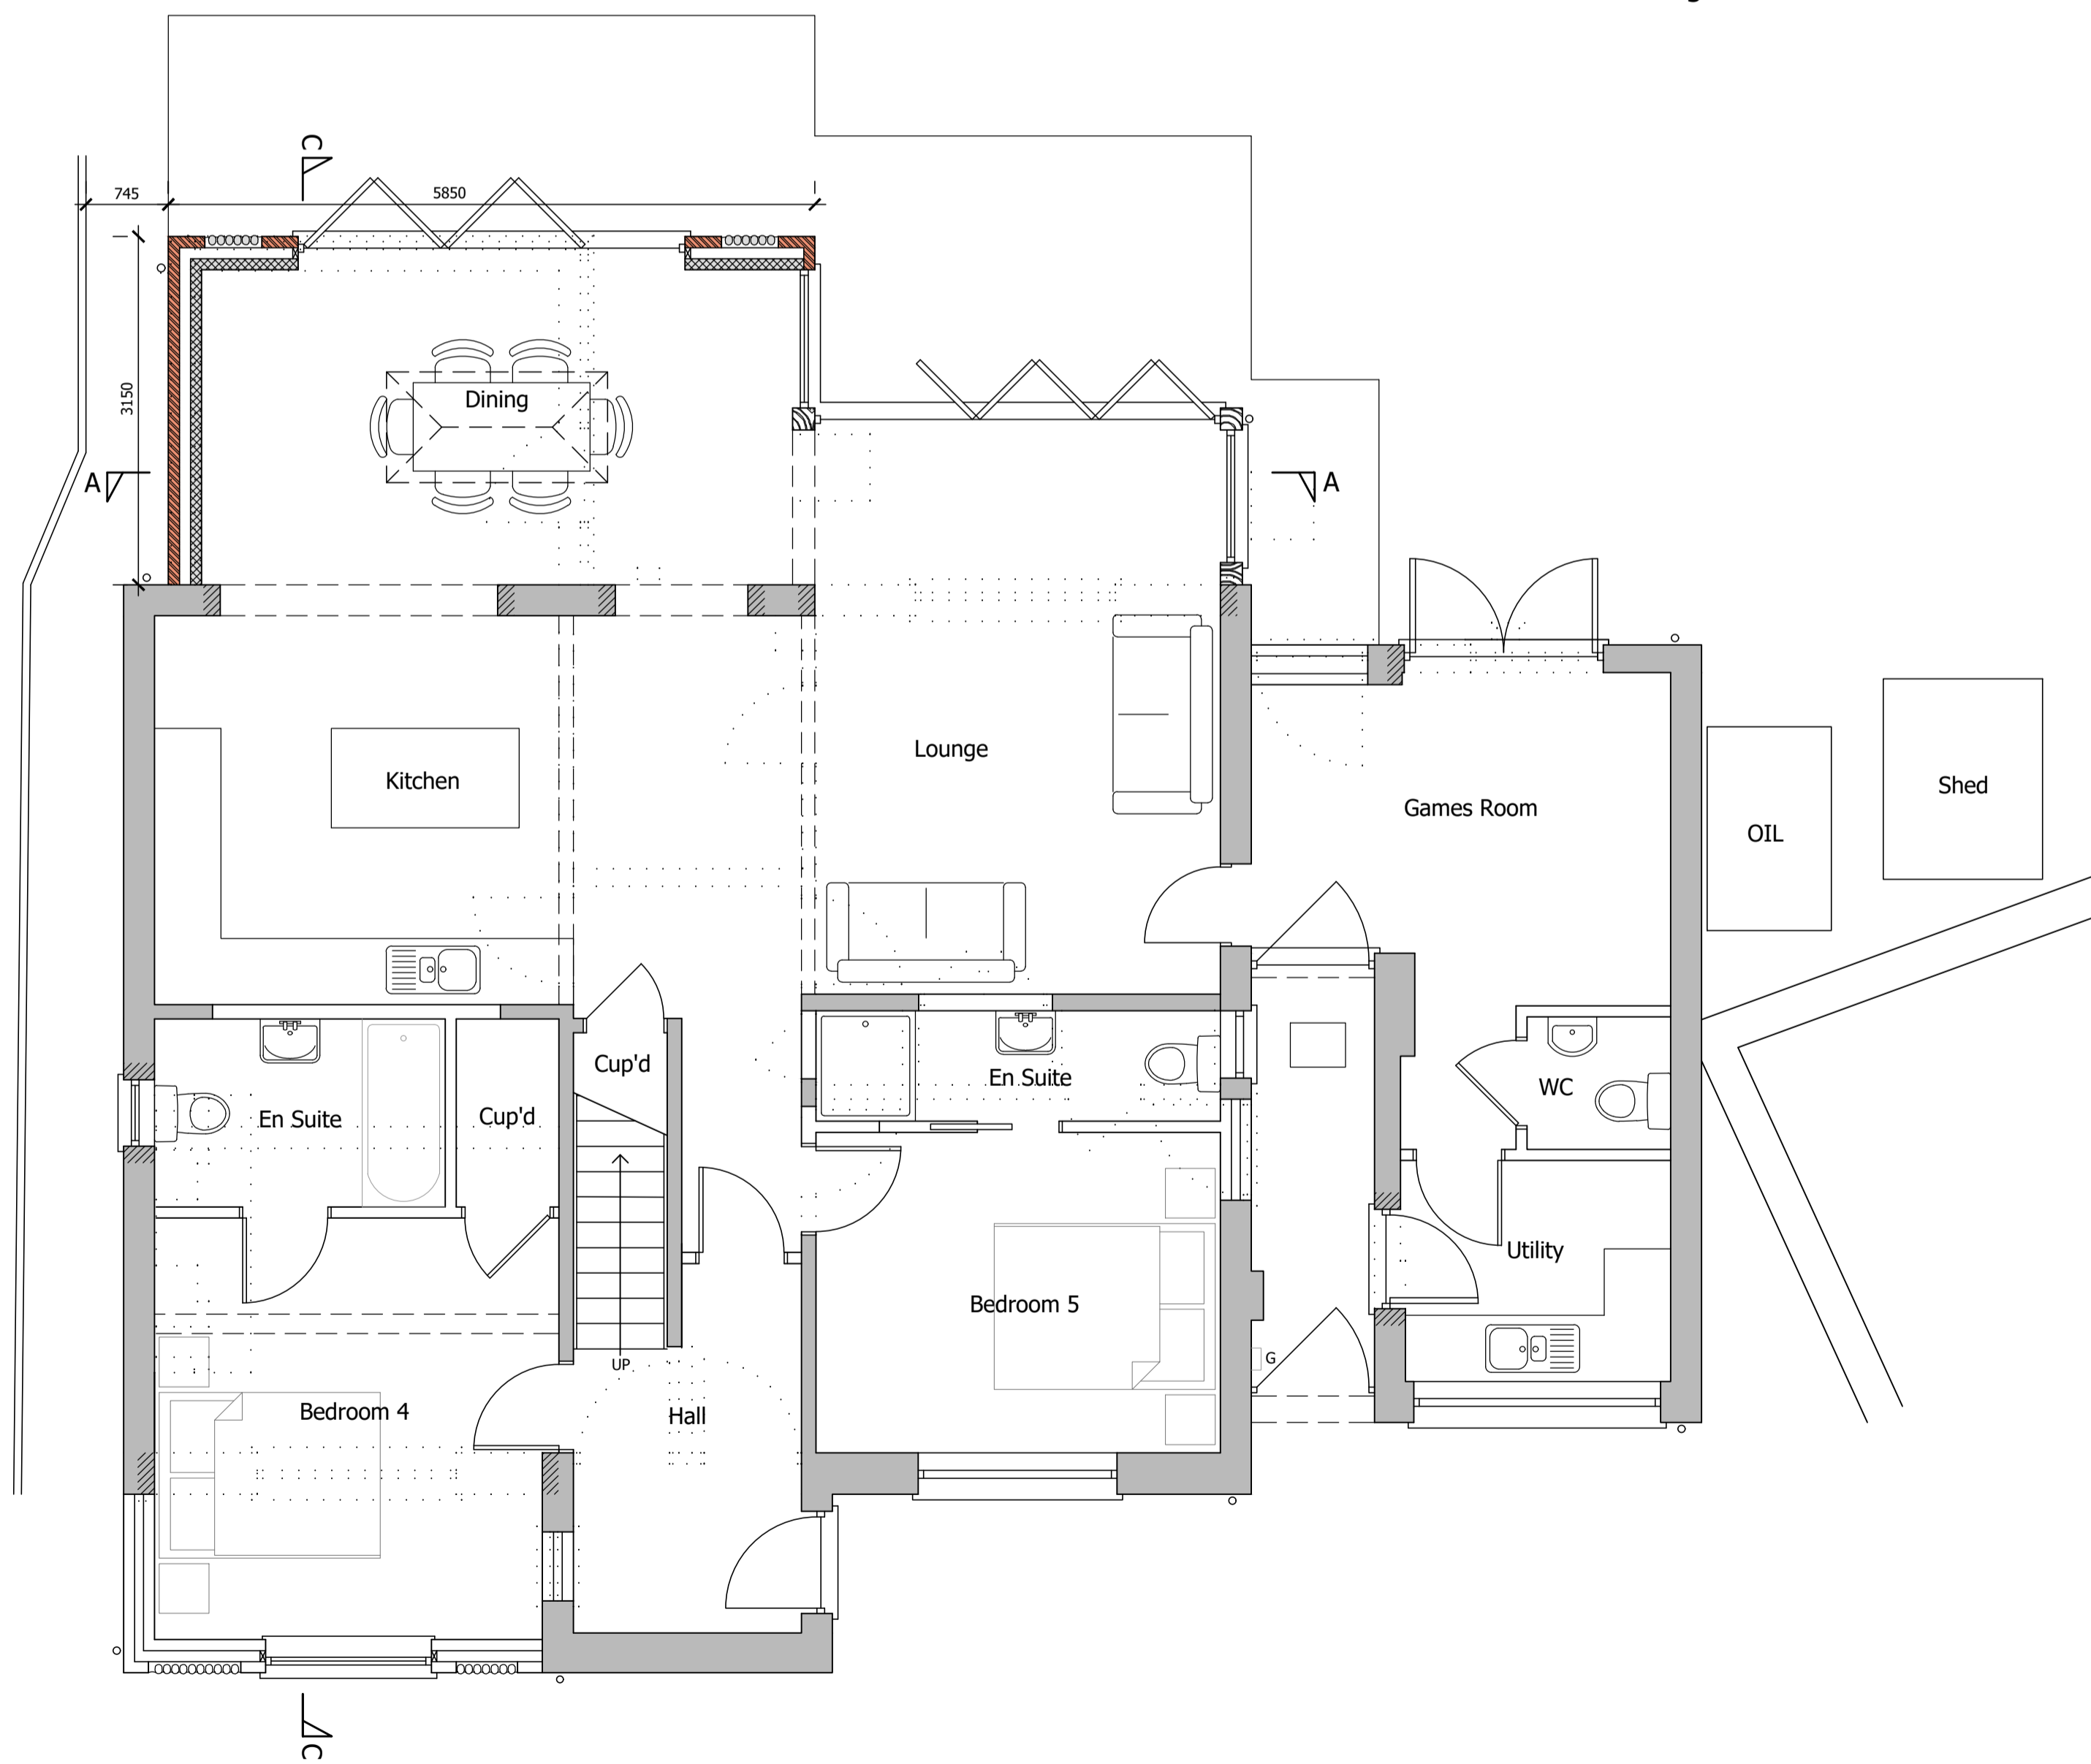 C
745
5850
3150
Dining
A
A
Lounge
Kitchen
Games Room
Shed
OIL
Cup'd
En Suite
WC
En Suite
Cup'd
Utility
Bedroom 5
UP
G
Bedroom 4
Hall
C